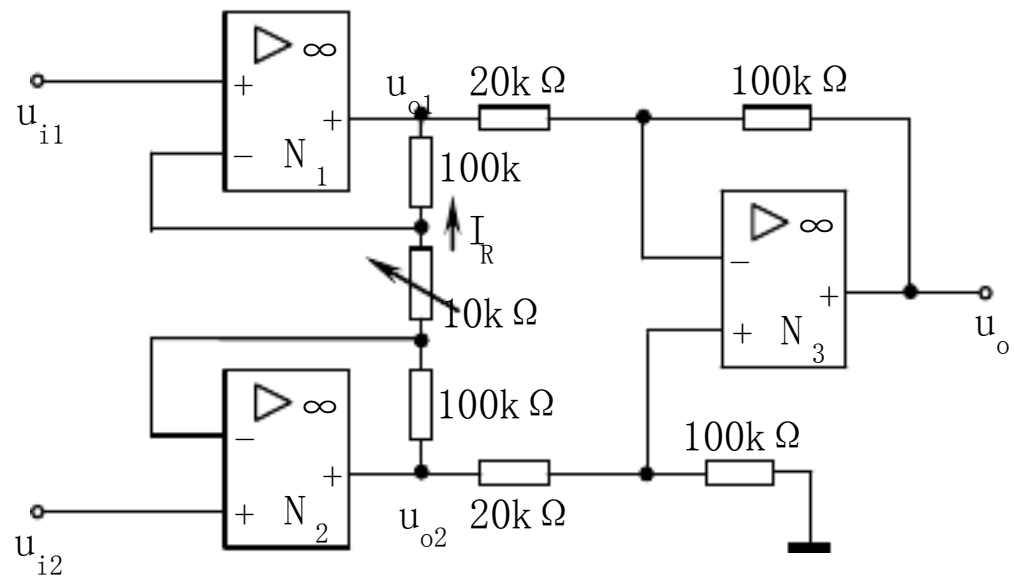 ∞
u_i1
+
−
N_1
+
u_o1
20kΩ
100kΩ
100k
I_R
10kΩ
∞
−
+
N_3
+
u_o
∞
−
+
N_2
+
u_i2
100kΩ
u_o2
20kΩ
100kΩ